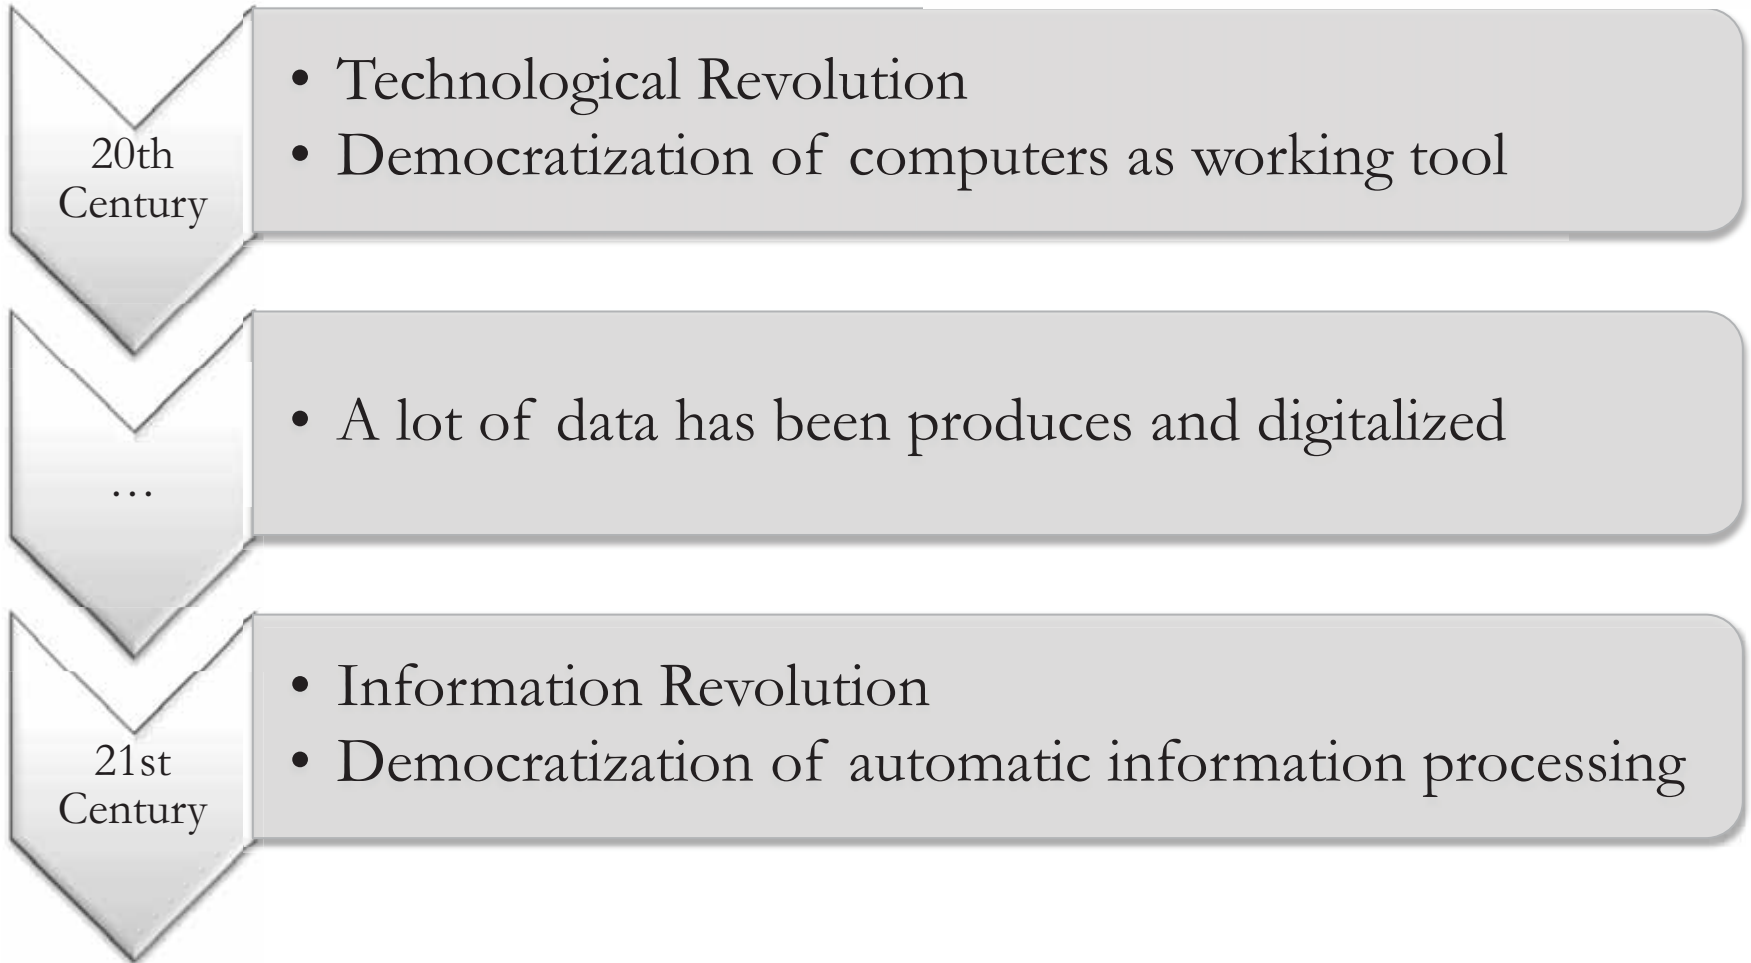 20th
Century
• Technological Revolution
• Democratization of computers as working tool
...
• A lot of data has been produces and digitalized
21st
Century
• Information Revolution
• Democratization of automatic information processing